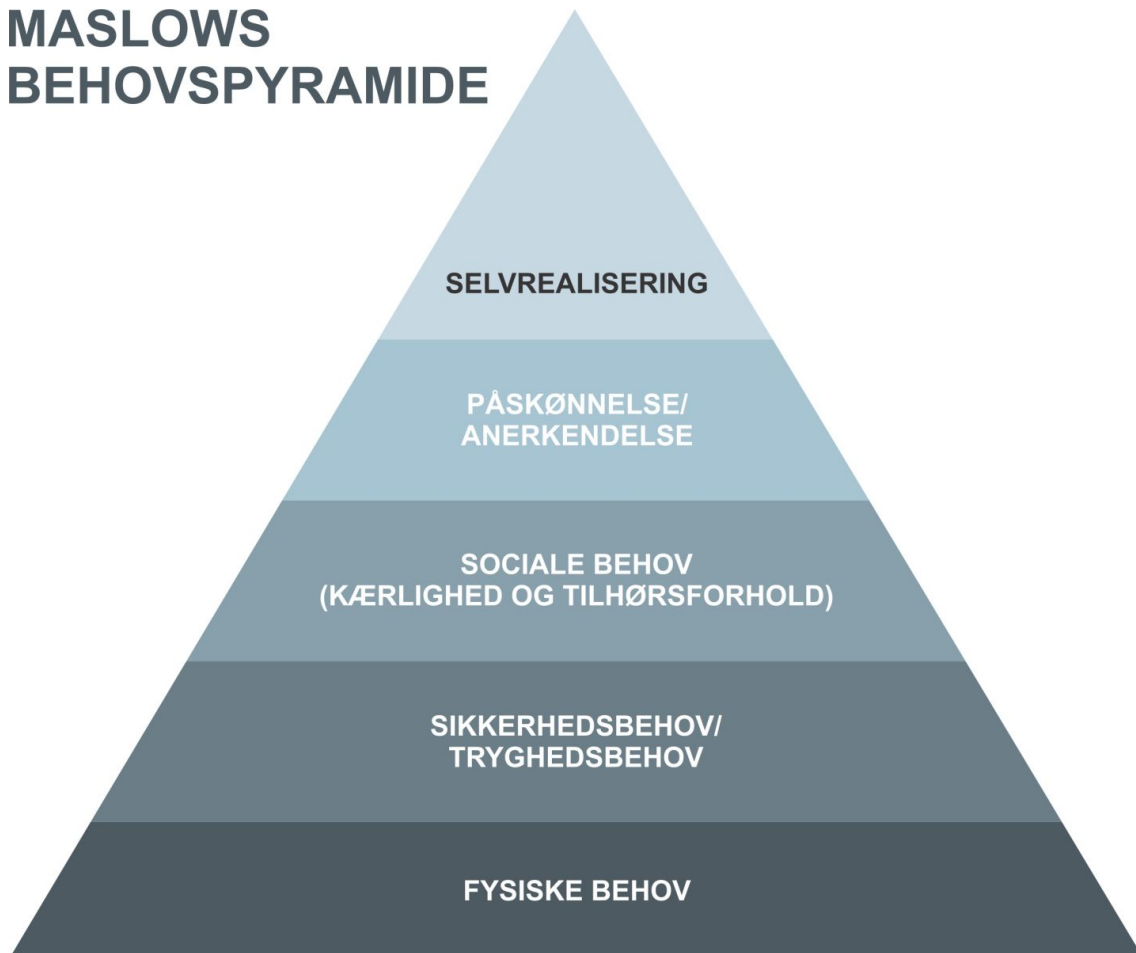 MASLOWS
BEHOVSPYRAMIDE
SELVREALISERING
PÅSKØNNELSE/
ANERKENDELSE
SOCIALE BEHOV
(KÆRLIGHED OG TILHØRSFORHOLD)
SIKKERHEDSBEHOV/
TRYGHEDSBEHOV
FYSISKE BEHOV